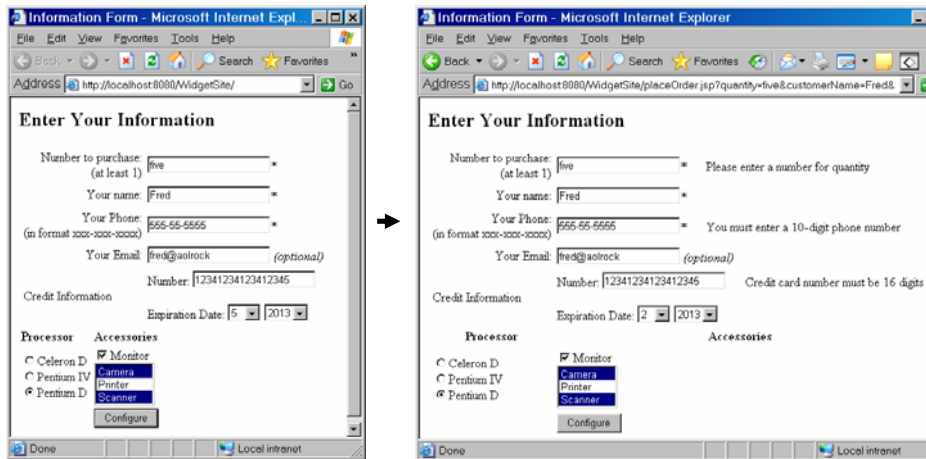 Information Form - Microsoft Internet Expl...
File Edit View Favorites Tools Help
Back Search Favorites »
Address http://localhost:8080/WidgetSite/ Go
Enter Your Information
Number to purchase: five *
(at least 1)
Your name: Fred *
Your Phone: 555-55-5555 *
(in format xxx-xxx-xxxx)
Your Email: fred@aolrock (optional)
Number: 12341234123412345
Credit Information
Expiration Date: 5 2013
Processor Accessories
Celeron D Monitor
Pentium IV Camera
Pentium D Printer
Scanner
Configure
Done Local intranet
Information Form - Microsoft Internet Explorer
File Edit View Favorites Tools Help
Back Search Favorites
Address http://localhost:8080/WidgetSite/placeOrder.jsp?quantity=five&customerName=Fred&
Enter Your Information
Number to purchase: five * Please enter a number for quantity
(at least 1)
Your name: Fred *
Your Phone: 555-55-5555 * You must enter a 10-digit phone number
(in format xxx-xxx-xxxx)
Your Email: fred@aolrock (optional)
Number: 12341234123412345 Credit card number must be 16 digits
Credit Information
Expiration Date: 2 2013
Processor Accessories
Celeron D Monitor
Pentium IV Camera
Pentium D Printer
Scanner
Configure
Done Local intranet